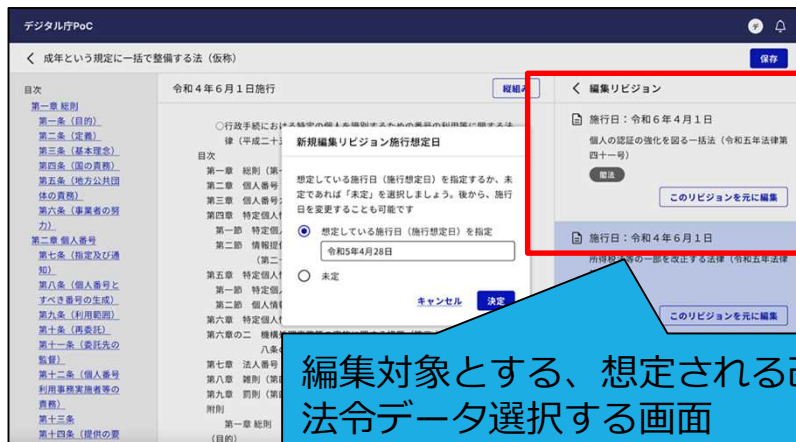 デジタル庁PoC
デ
成年という規定に一括で整備する法（仮称）
保存
目次
第一章 総則
第一条（目的）
第二条（定義）
第三条（基本理念）
第四条（国の責務）
第五条（地方公共団
体の責務）
第六条（事業者の努
力）
第二章 個人番号
第七条（指定及び通
知）
第八条（個人番号と
すべき番号の生成）
第九条（利用範囲）
第十条（再委託）
第十一条（委託先の
監督）
第十二条（個人番号
利用事務実施者等の
責務）
第十三条
第十四条（提供の要
令和４年６月１日施行
縦組み
○行政手続における特定の個人を識別するための番号の利用等に関する法
律（平成二十五
目次
第一章 総則（第一
第二章 個人番号
第三章 個人番号カ
第四章 特定個人情
第一節 特定個人
第二節 情報提供
（第二十
第五章 特定個人情
第一節 特定個人
第二節 個人情報
第六章 特定個人情
第六章の二 機構
八条の
第七章 法人番号
第八章 雑則（第四
第九章 罰則（第四
附則
第一章 総則
（目的）
新規編集リビジョン施行想定日
想定している施行日（施行想定日）を指定するか、未
定であれば「未定」を選択しましょう。後から、施行
日を変更することも可能です
想定している施行日（施行想定日）を指定
令和5年4月28日
未定
キャンセル
決定
編集リビジョン
施行日：令和６年４月１日
個人の認証の強化を図る一括法（令和五年法律第
四十一号）
閣法
このリビジョンを元に編集
施行日：令和４年６月１日
所得税法等の一部を改正する法律（令和五年法律
このリビジョンを元に編集
編集対象とする、想定される
法令データ選択する画面